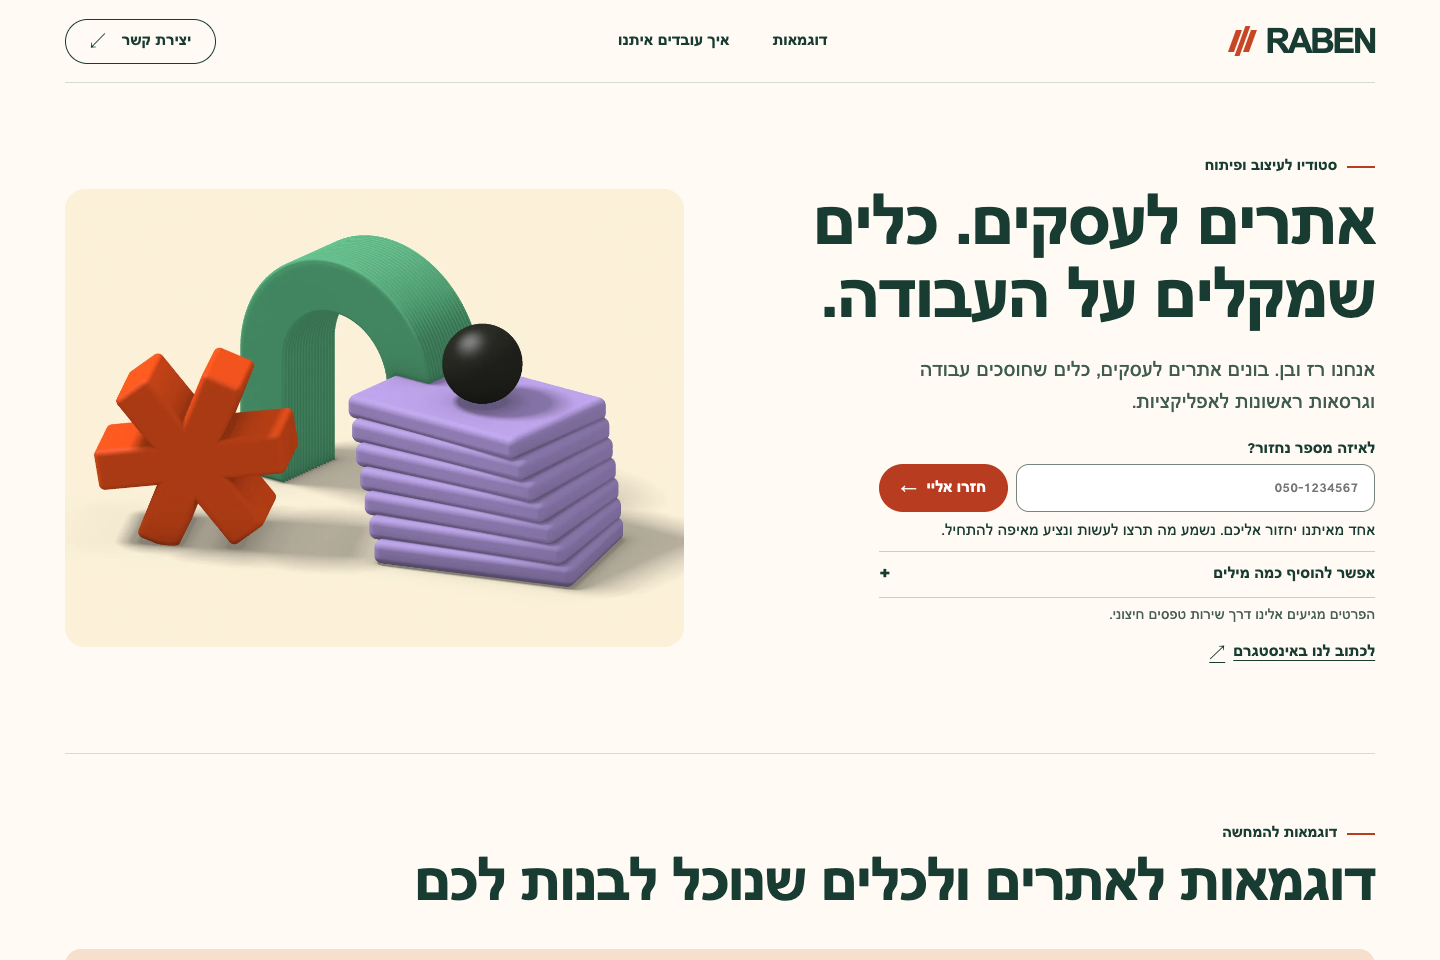 RABEN
דוגמאות
איך עובדים איתנו
יצירת קשר
סטודיו לעיצוב ופיתוח
אתרים לעסקים. כלים
שמקלים על העבודה.
אנחנו רז ובן. בונים אתרים לעסקים, כלים שחוסכים עבודה
וגרסאות ראשונות לאפליקציות.
לאיזה מספר נחזור?
050-1234567
חזרו אליי ←
אחד מאיתנו יחזור אליכם. נשמע מה תרצו לעשות ונציע מאיפה להתחיל.
אפשר להוסיף כמה מילים +
הפרטים מגיעים אלינו דרך שירות טפסים חיצוני.
לכתוב לנו באינסטגרם
דוגמאות להמחשה
דוגמאות לאתרים ולכלים שנוכל לבנות לכם